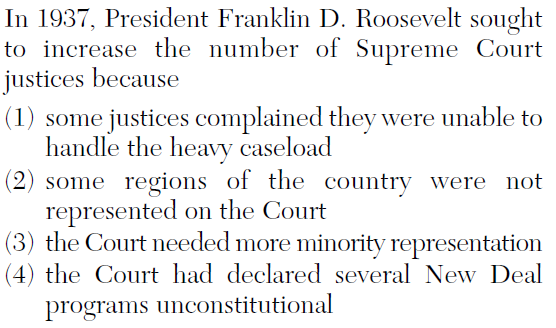 In 1937, President Franklin D. Roosevelt sought
to increase the number of Supreme Court
justices because
(1) some justices complained they were unable to
handle the heavy caseload
(2) some regions of the country were not
represented on the Court
(3) the Court needed more minority representation
(4) the Court had declared several New Deal
programs unconstitutional